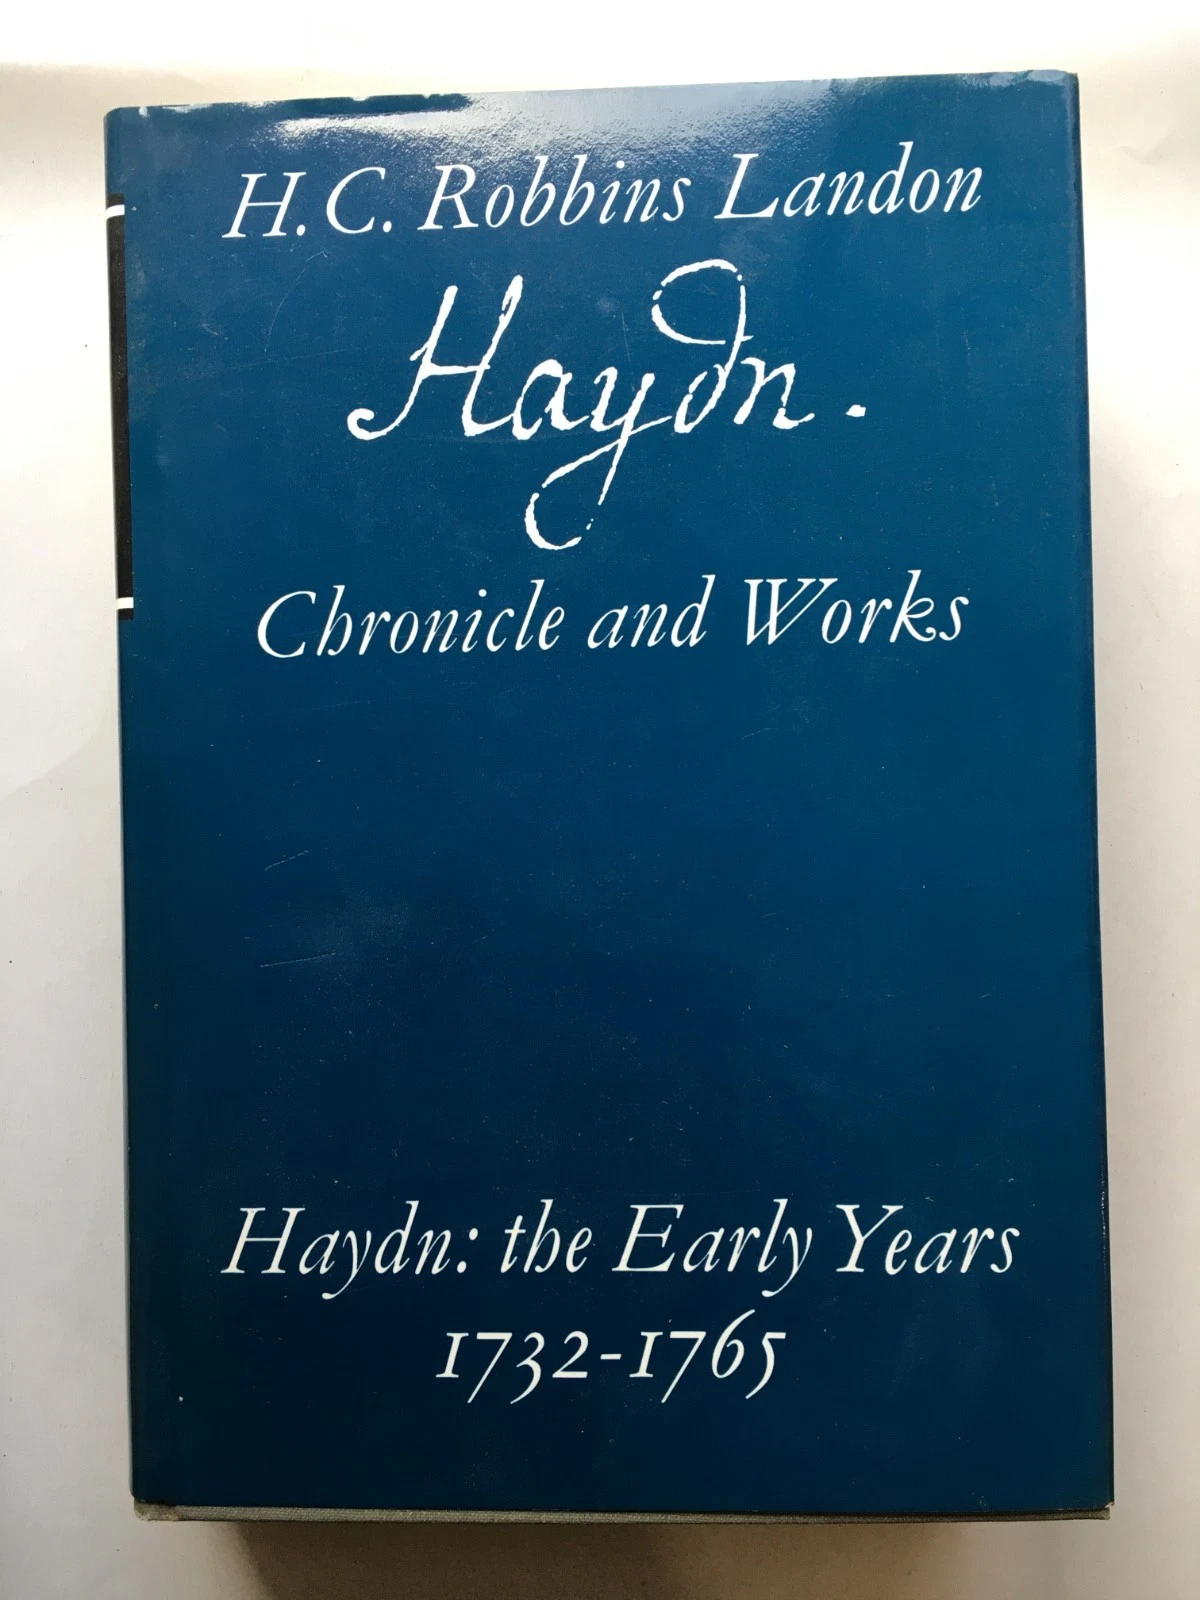 H.C. Robbins Landon
Haydn.
Chronicle and Works
Haydn: the Early Years
1732-1765